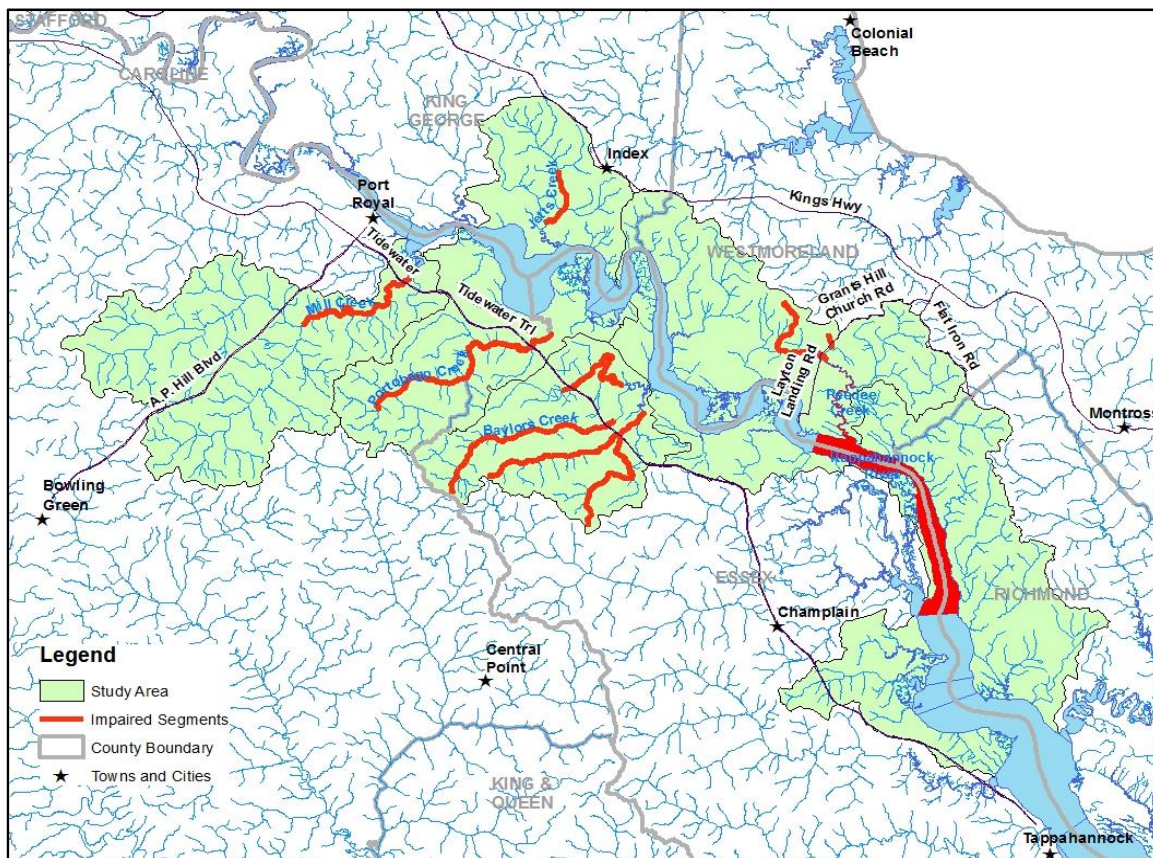 STAFFORD
CAROLINE
KING
GEORGE
Colonial
Beach
Index
Port
Royal
Jetts Creek
Kings Hwy
WESTMORELAND
Tidewater
Tidewater Trl
Mill Creek
Grants Hill
Church Rd
Flat Iron Rd
Layton
Landing Rd
A.P. Hill Blvd
Portobago Creek
Baylors Creek
Peedee
Creek
Montross
Rappahannock
River
Bowling
Green
ESSEX
RICHMOND
Champlain
Central
Point
KING &
QUEEN
Tappahannock
Legend
Study Area
Impaired Segments
County Boundary
Towns and Cities